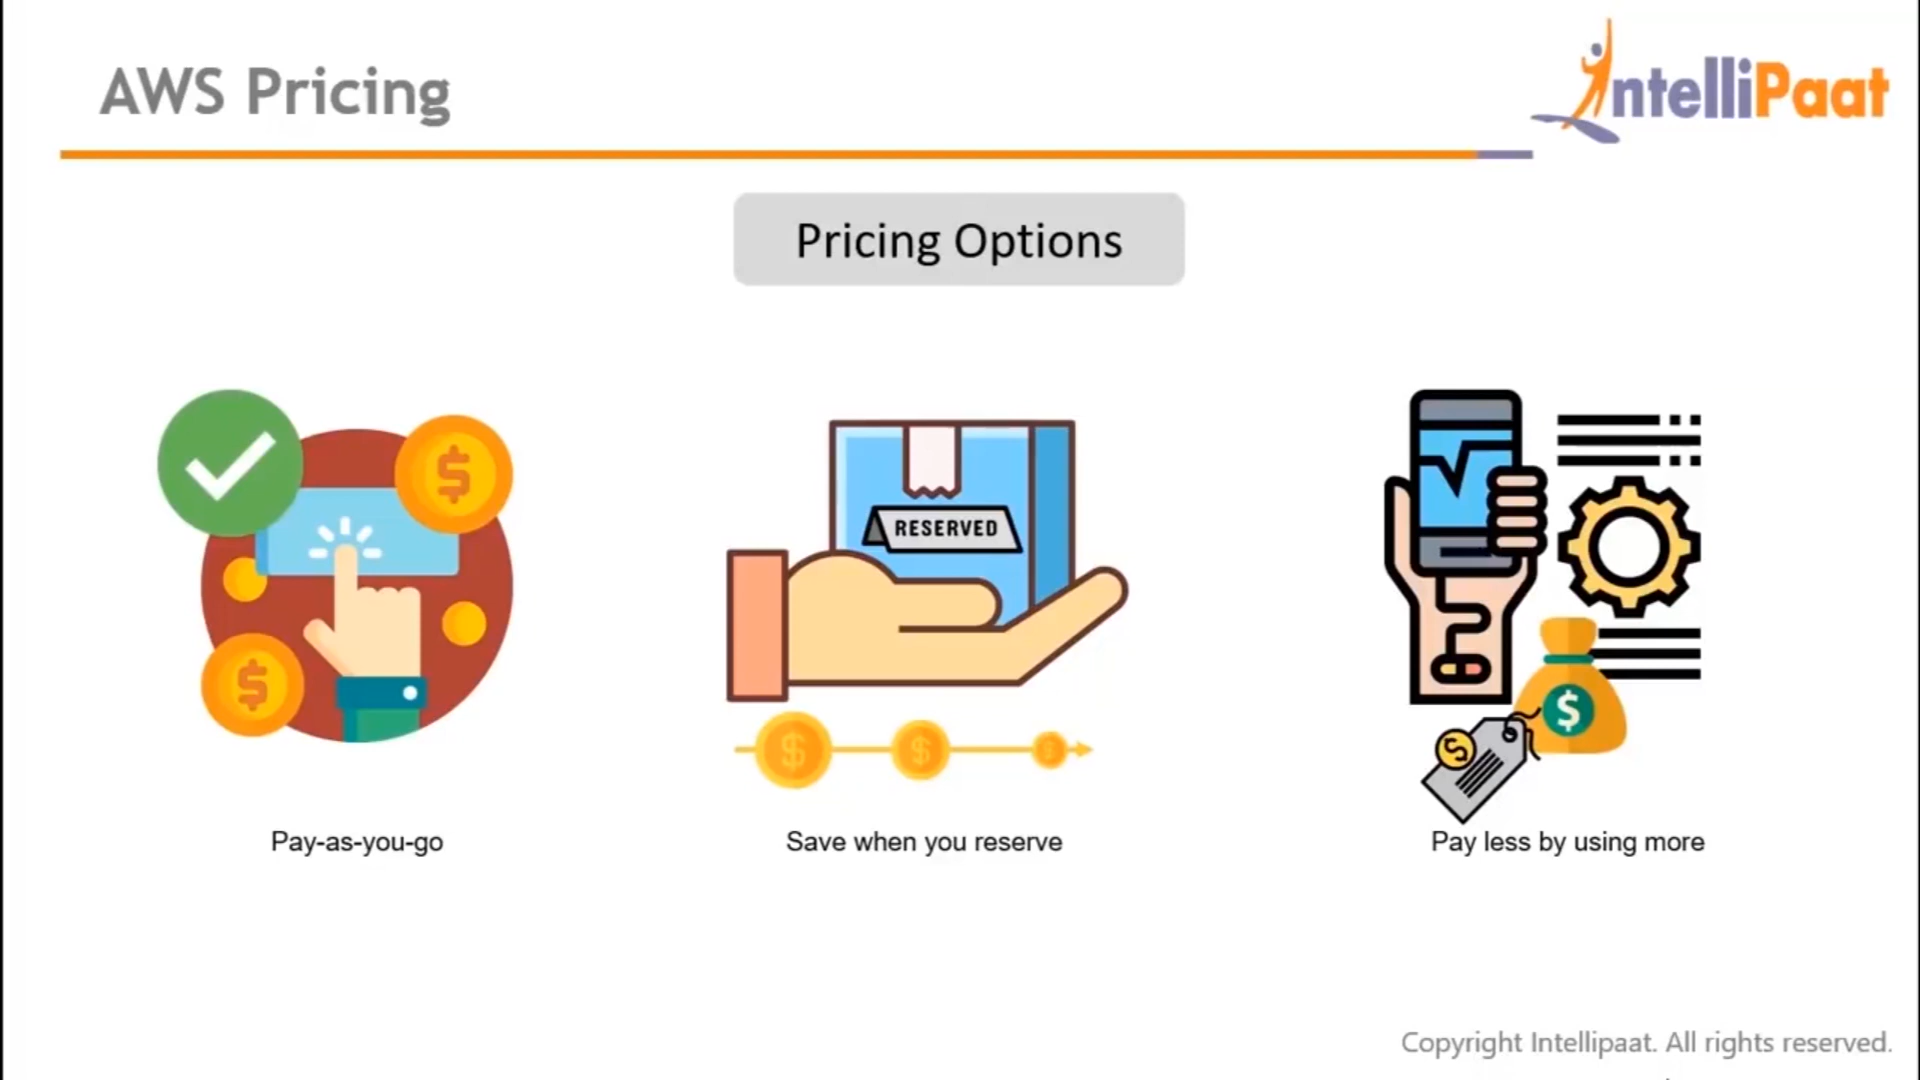 AWS Pricing
IntelliPaat
Pricing Options
RESERVED
Pay-as-you-go
Save when you reserve
Pay less by using more
Copyright Intellipaat. All rights reserved.